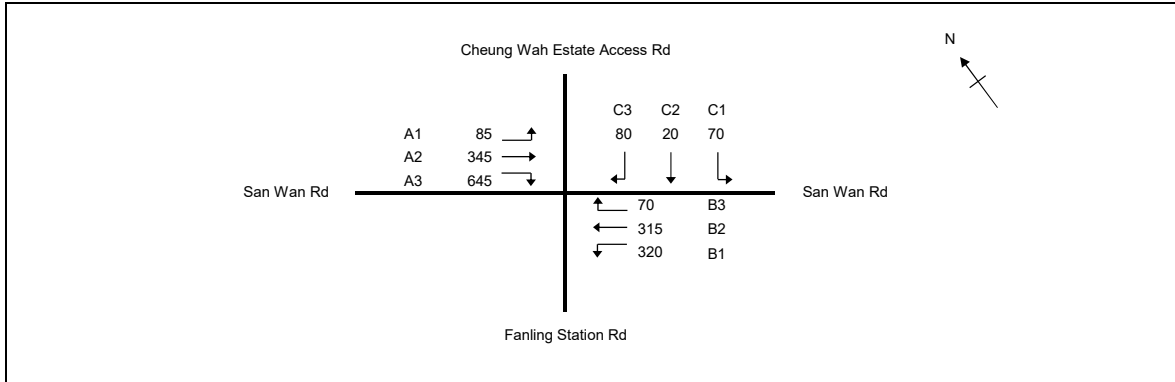 N
Cheung Wah Estate Access Rd
C3 C2 C1
A1 85 80 20 70
A2 345
A3 645
San Wan Rd San Wan Rd
70 B3
315 B2
320 B1
Fanling Station Rd